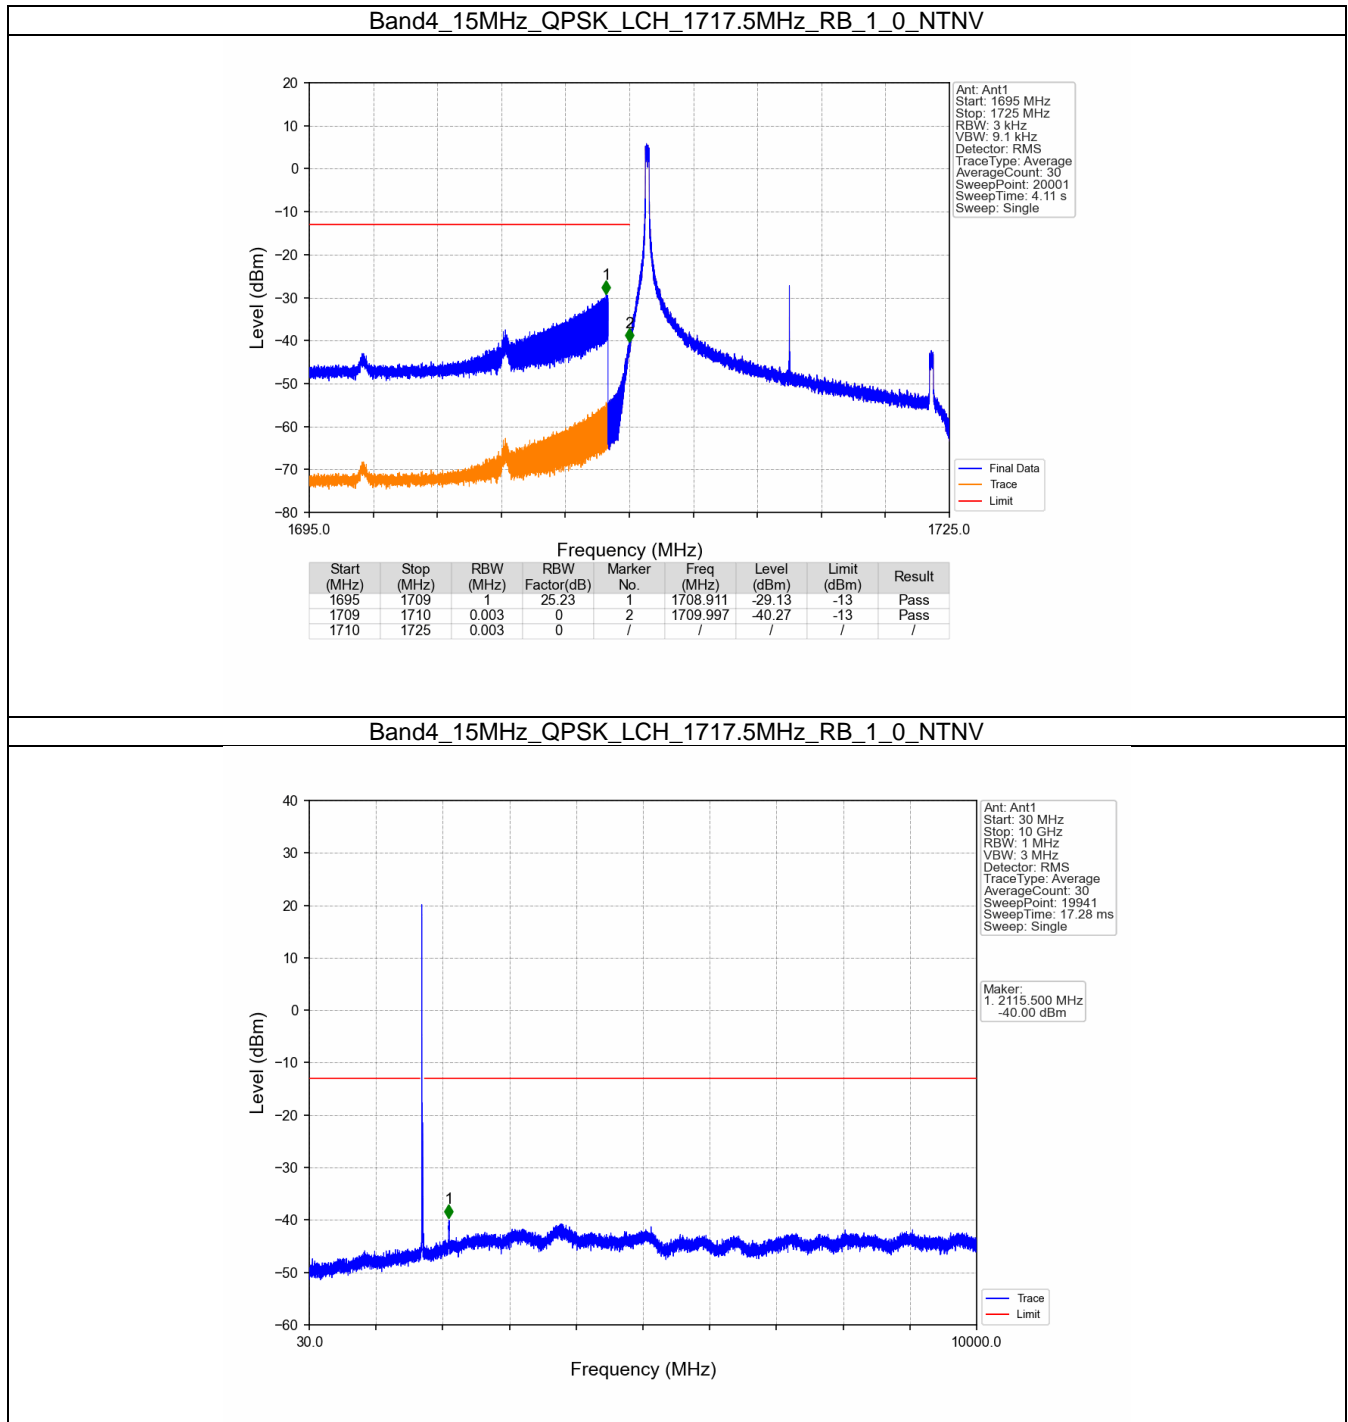 Band4_15MHz_QPSK_LCH_1717.5MHz_RB_1_0_NTNV
20
10
0
−10
−20
−30
−40
−50
−60
−70
−80
Level (dBm)
1
2
1695.0
1725.0
Frequency (MHz)
Ant: Ant1
Start: 1695 MHz
Stop: 1725 MHz
RBW: 3 kHz
VBW: 9.1 kHz
Detector: RMS
TraceType: Average
AverageCount: 30
SweepPoint: 20001
SweepTime: 4.11 s
Sweep: Single
Final Data
Trace
Limit
Start (MHz) Stop (MHz) RBW (MHz) RBW Factor(dB) Marker No. Freq (MHz) Level (dBm) Limit (dBm) Result
1695 1709 1 25.23 1 1708.911 -29.13 -13 Pass
1709 1710 0.003 0 2 1709.997 -40.27 -13 Pass
1710 1725 0.003 0 / / / / /
Band4_15MHz_QPSK_LCH_1717.5MHz_RB_1_0_NTNV
40
30
20
10
0
−10
−20
−30
−40
−50
−60
Level (dBm)
1
30.0
10000.0
Frequency (MHz)
Ant: Ant1
Start: 30 MHz
Stop: 10 GHz
RBW: 1 MHz
VBW: 3 MHz
Detector: RMS
TraceType: Average
AverageCount: 30
SweepPoint: 19941
SweepTime: 17.28 ms
Sweep: Single
Maker:
1. 2115.500 MHz
-40.00 dBm
Trace
Limit